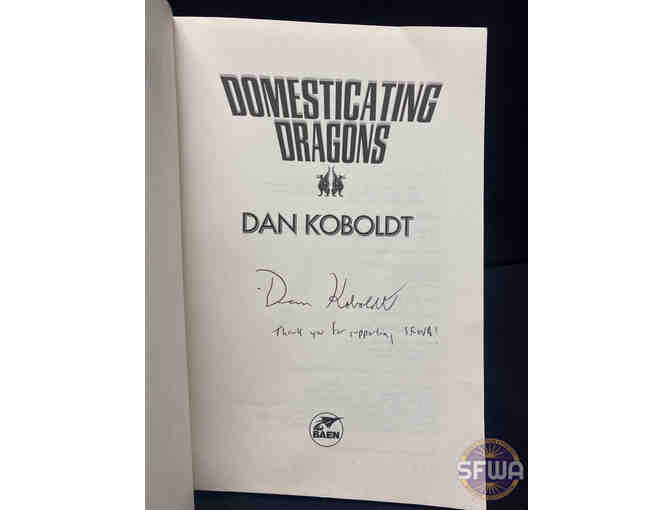 DOMESTICATING
DRAGONS
DAN KOBOLDT
Dan Koboldt
Thank you for supporting SFWA!
BAEN
SFWA